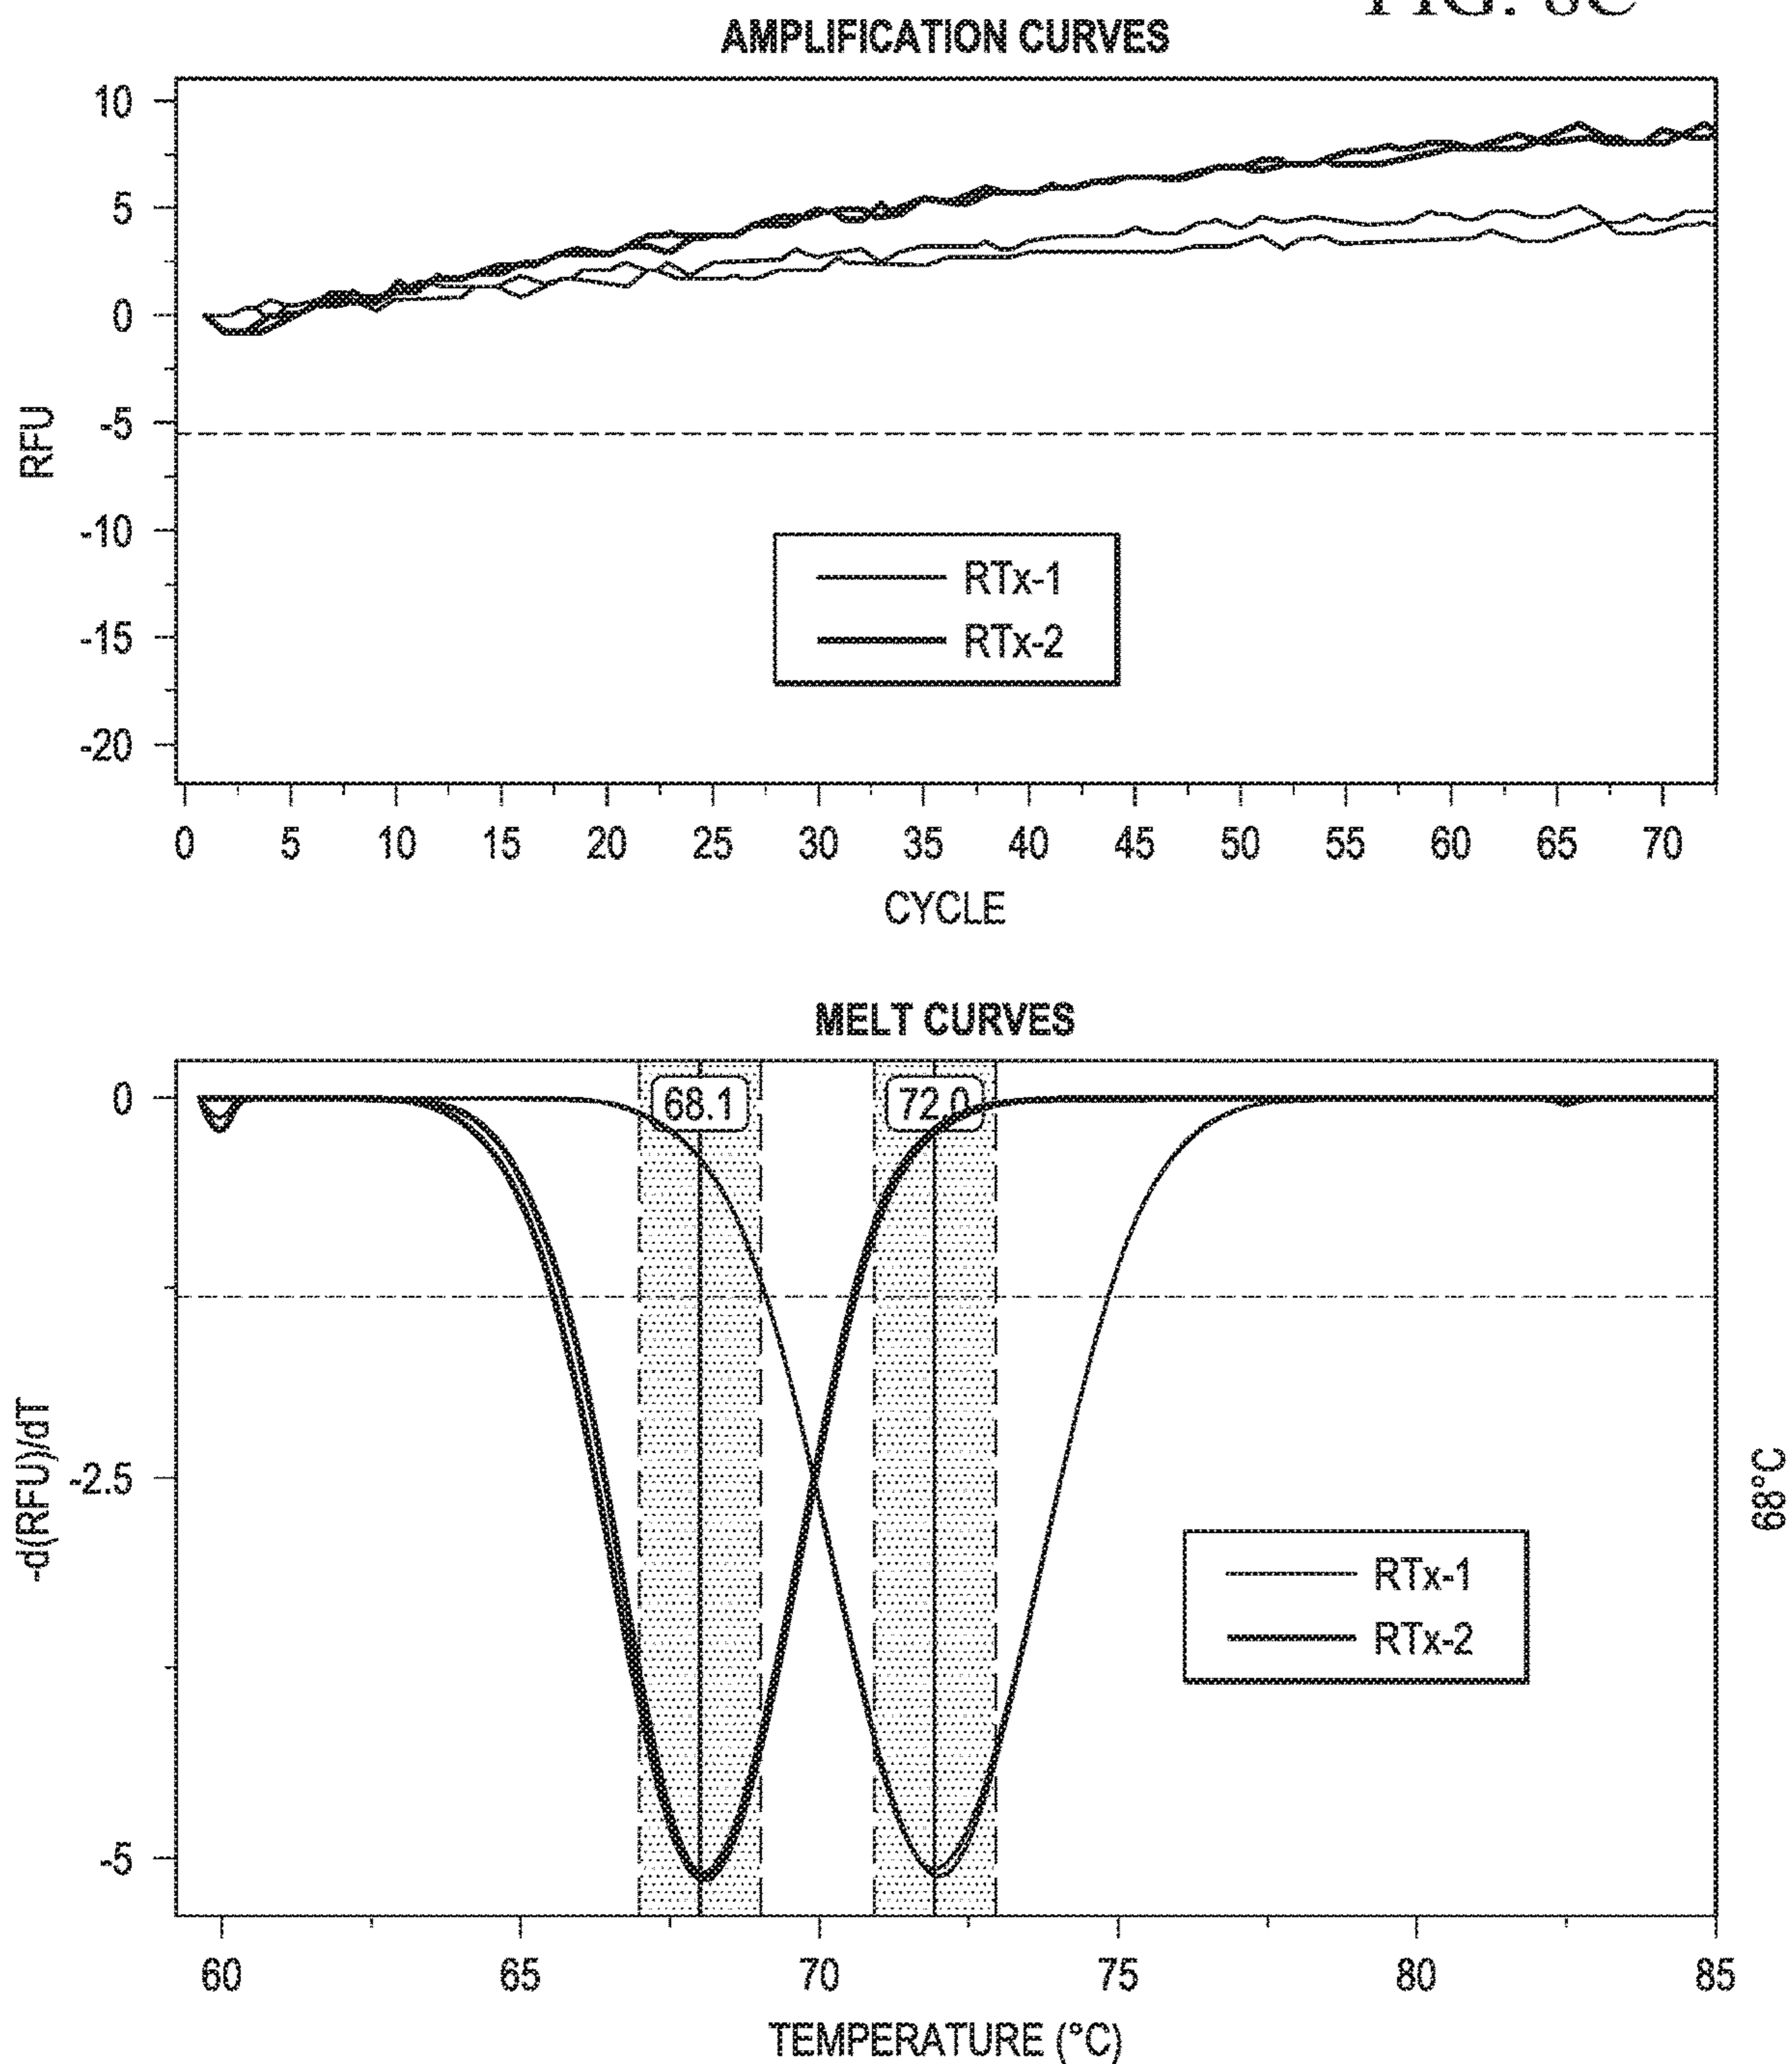 FIG. 8C
AMPLIFICATION CURVES
10
5
0
-5
-10
-15
-20
RFU
RTx-1
RTx-2
0 5 10 15 20 25 30 35 40 45 50 55 60 65 70
CYCLE
MELT CURVES
0
-2.5
-5
-d(RFU)/dT
68.1 72.0
RTx-1
RTx-2
68°C
60 65 70 75 80 85
TEMPERATURE (°C)